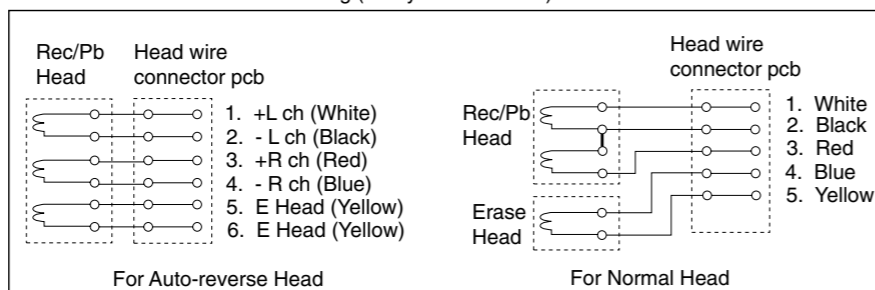 Rec/Pb
Head
Head wire
connector pcb
1. +L ch (White)
2. - L ch (Black)
3. +R ch (Red)
4. - R ch (Blue)
5. E Head (Yellow)
6. E Head (Yellow)
For Auto-reverse Head
Head wire
connector pcb
Rec/Pb
Head
1. White
2. Black
3. Red
4. Blue
5. Yellow
Erase
Head
For Normal Head